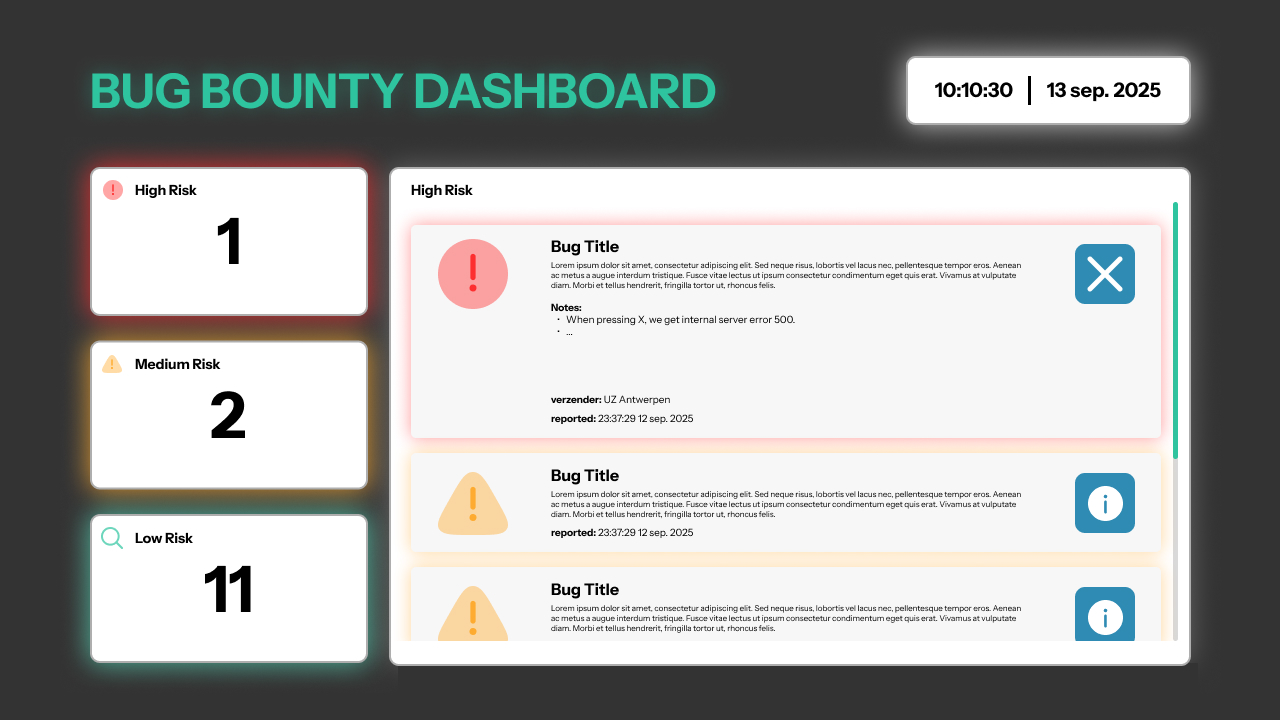 BUG BOUNTY DASHBOARD
10:10:30 13 sep. 2025
High Risk
1
Medium Risk
2
Low Risk
11
High Risk
Bug Title
Lorem ipsum dolor sit amet, consectetur adipiscing elit. Sed neque risus, lobortis vel lacus nec, pellentesque tempor eros. Aenean
ac metus a augue interdum tristique. Fusce vitae lectus ut ipsum consectetur condimentum eget quis erat. Vivamus at vulputate
diam. Morbi et tellus hendrerit, fringilla tortor ut, rhoncus felis.
Notes:
· When pressing X, we get internal server error 500.
· ...
verzender: UZ Antwerpen
reported: 23:37:29 12 sep. 2025
Bug Title
Lorem ipsum dolor sit amet, consectetur adipiscing elit. Sed neque risus, lobortis vel lacus nec, pellentesque tempor eros. Aenean
ac metus a augue interdum tristique. Fusce vitae lectus ut ipsum consectetur condimentum eget quis erat. Vivamus at vulputate
diam. Morbi et tellus hendrerit, fringilla tortor ut, rhoncus felis.
reported: 23:37:29 12 sep. 2025
Bug Title
Lorem ipsum dolor sit amet, consectetur adipiscing elit. Sed neque risus, lobortis vel lacus nec, pellentesque tempor eros. Aenean
ac metus a augue interdum tristique. Fusce vitae lectus ut ipsum consectetur condimentum eget quis erat. Vivamus at vulputate
diam. Morbi et tellus hendrerit, fringilla tortor ut, rhoncus felis.